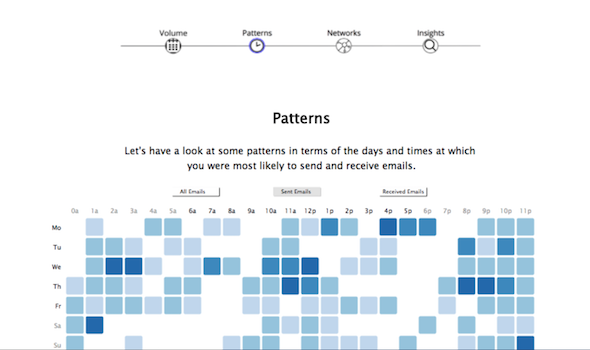 Volume Patterns Networks Insights
Patterns
Let's have a look at some patterns in terms of the days and times at which
you were most likely to send and receive emails.
All Emails Sent Emails Received Emails
0a 1a 2a 3a 4a 5a 6a 7a 8a 9a 10a 11a 12p 1p 2p 3p 4p 5p 6p 7p 8p 9p 10p 11p
Mo
Tu
We
Th
Fr
Sa
Su